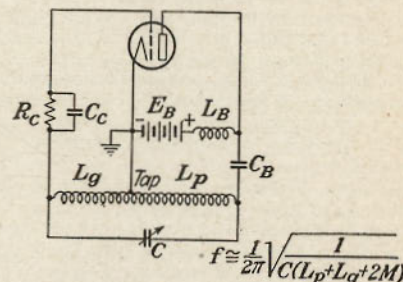 - E_B + L_B
R_C C_C
C_B
L_g Tap L_p
C
f ≅ 1/2π √1/C(L_p+L_g+2M)